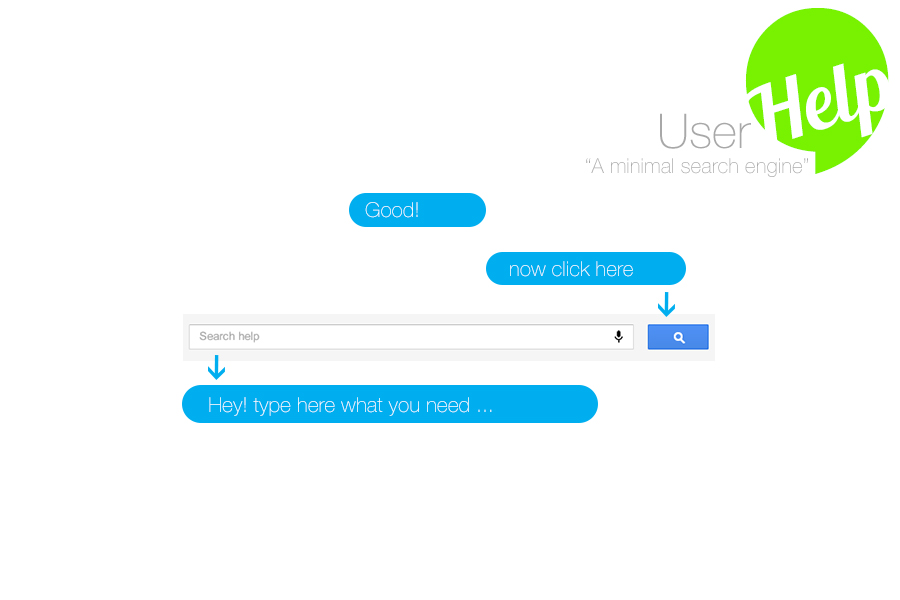 User Help
“A minimal search engine”
Good!
now click here
Search help
Hey! type here what you need ...